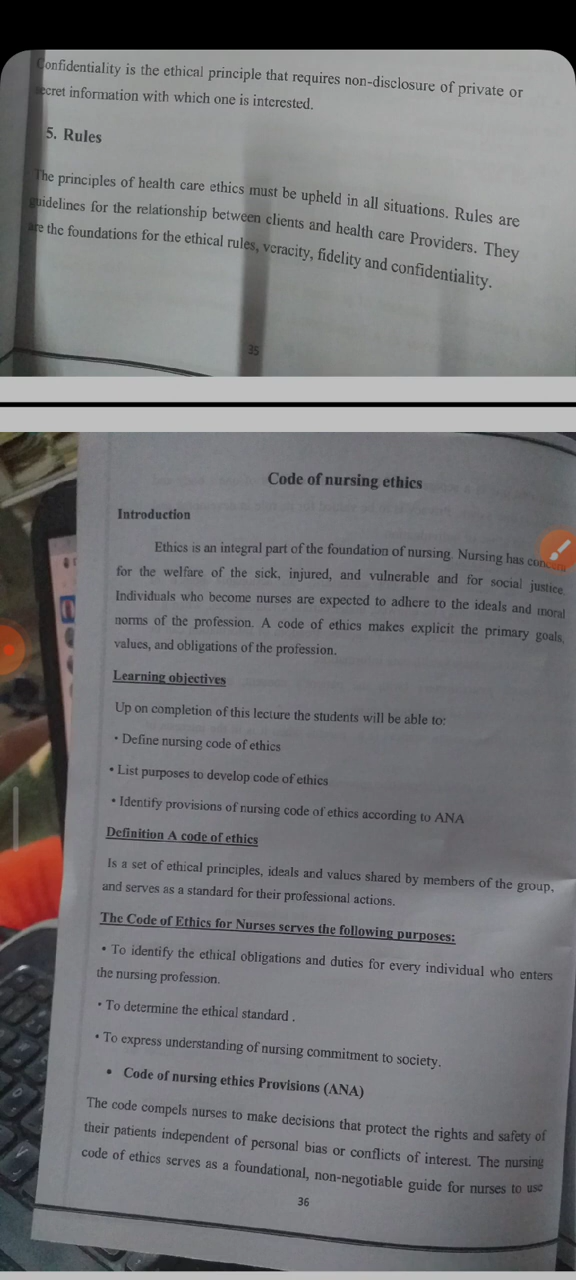 Confidentiality is the ethical principle that requires non-disclosure of private or
secret information with which one is interested.
5. Rules
The principles of health care ethics must be upheld in all situations. Rules are
guidelines for the relationship between clients and health care Providers. They
are the foundations for the ethical rules, veracity, fidelity and confidentiality.
35
Code of nursing ethics
Introduction
Ethics is an integral part of the foundation of nursing. Nursing has concern
for the welfare of the sick, injured, and vulnerable and for social justice.
Individuals who become nurses are expected to adhere to the ideals and moral
norms of the profession. A code of ethics makes explicit the primary goals,
values, and obligations of the profession.
Learning objectives
Up on completion of this lecture the students will be able to:
• Define nursing code of ethics
• List purposes to develop code of ethics
• Identify provisions of nursing code of ethics according to ANA
Definition A code of ethics
Is a set of ethical principles, ideals and values shared by members of the group,
and serves as a standard for their professional actions.
The Code of Ethics for Nurses serves the following purposes:
• To identify the ethical obligations and duties for every individual who enters
the nursing profession.
• To determine the ethical standard .
• To express understanding of nursing commitment to society.
• Code of nursing ethics Provisions (ANA)
The code compels nurses to make decisions that protect the rights and safety of
their patients independent of personal bias or conflicts of interest. The nursing
code of ethics serves as a foundational, non-negotiable guide for nurses to use
36